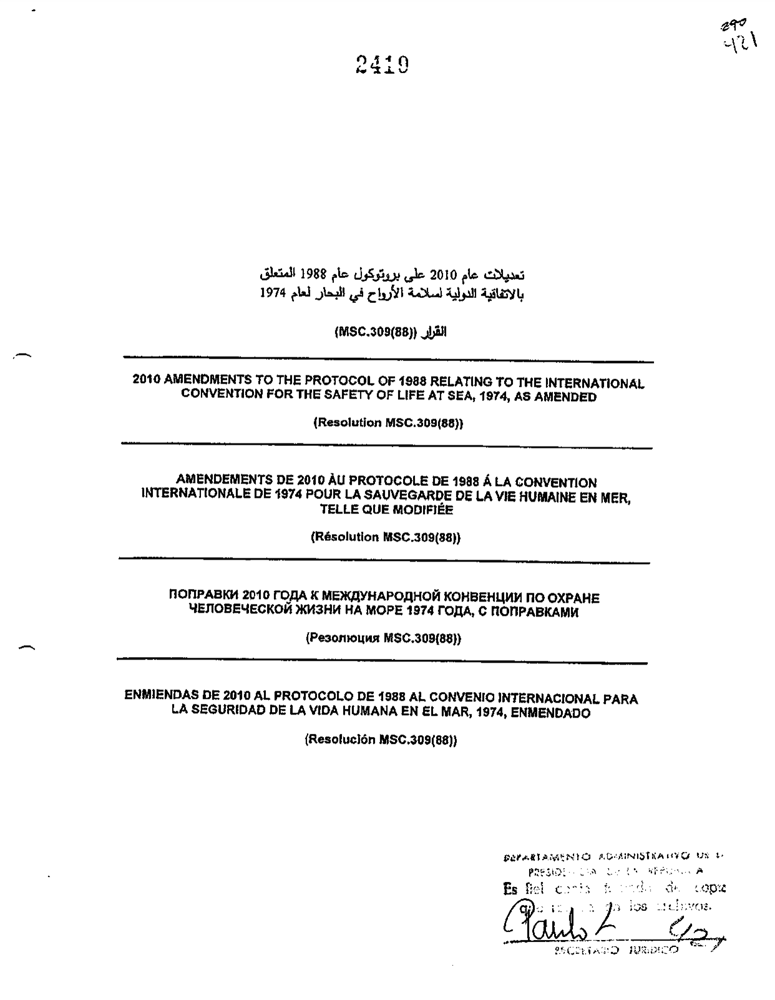 290
421
2419
تعديلات عام 2010 على بروتوكول عام 1988 المتعلق
بالاتفاقية الدولية لسلامة الأرواح في البحار لعام 1974
القرار (MSC.309(88))
2010 AMENDMENTS TO THE PROTOCOL OF 1988 RELATING TO THE INTERNATIONAL
CONVENTION FOR THE SAFETY OF LIFE AT SEA, 1974, AS AMENDED
(Resolution MSC.309(88))
AMENDEMENTS DE 2010 ÀU PROTOCOLE DE 1988 Á LA CONVENTION
INTERNATIONALE DE 1974 POUR LA SAUVEGARDE DE LA VIE HUMAINE EN MER,
TELLE QUE MODIFIÉE
(Résolution MSC.309(88))
ПОПРАВКИ 2010 ГОДА К МЕЖДУНАРОДНОЙ КОНВЕНЦИИ ПО ОХРАНЕ
ЧЕЛОВЕЧЕСКОЙ ЖИЗНИ НА МОРЕ 1974 ГОДА, С ПОПРАВКАМИ
(Резолюция MSC.309(88))
ENMIENDAS DE 2010 AL PROTOCOLO DE 1988 AL CONVENIO INTERNACIONAL PARA
LA SEGURIDAD DE LA VIDA HUMANA EN EL MAR, 1974, ENMENDADO
(Resolución MSC.309(88))
DEPARTAMENTO ADMINISTRATIVO DE
PRESIDENCIA DE LA REPUBLICA
Es fiel copia de copia
que los archivos.
SECRETARIO JURIDICO